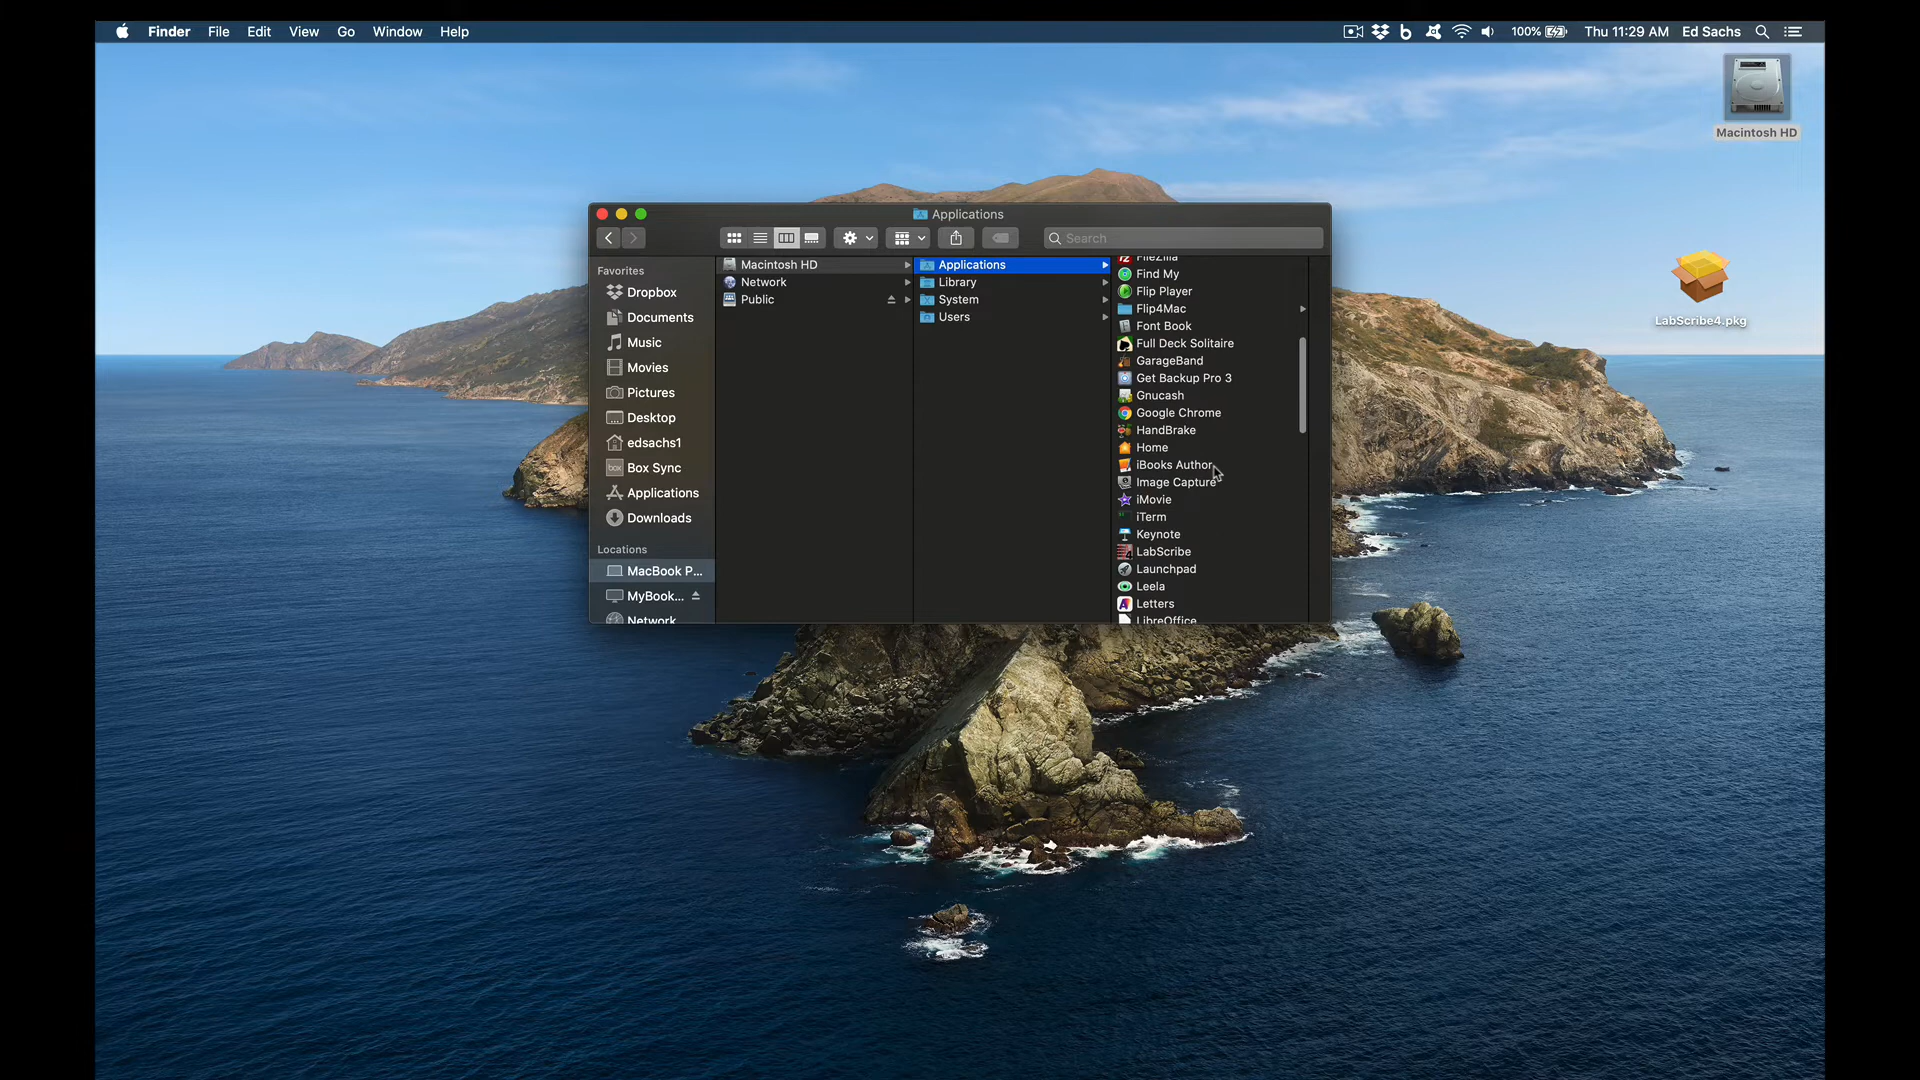 Finder File Edit View Go Window Help
100% Thu 11:29 AM Ed Sachs
Macintosh HD
LabScribe4.pkg
Applications
Search
Favorites
Dropbox
Documents
Music
Movies
Pictures
Desktop
edsachs1
box Box Sync
Applications
Downloads
Locations
MacBook P...
MyBook...
Network
Macintosh HD
Network
Public
Applications
Library
System
Users
FileZilla
Find My
Flip Player
Flip4Mac
Font Book
Full Deck Solitaire
GarageBand
Get Backup Pro 3
Gnucash
Google Chrome
HandBrake
Home
iBooks Author
Image Capture
iMovie
iTerm
Keynote
LabScribe
Launchpad
Leela
Letters
LibreOffice